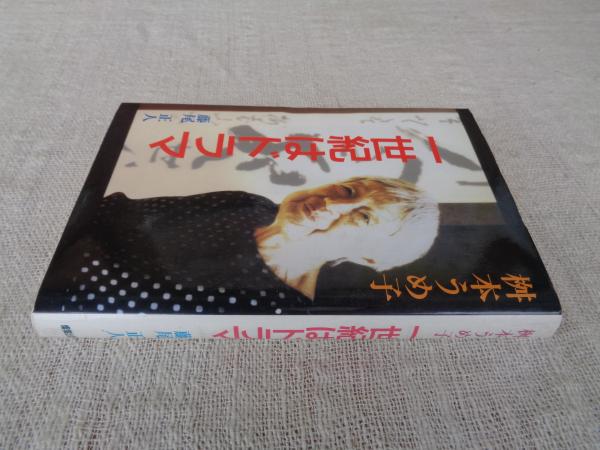 桝本うめ子
一世紀はドラマ
藤尾 正人
桝本うめ子
一世紀はドラマ
藤尾 正人